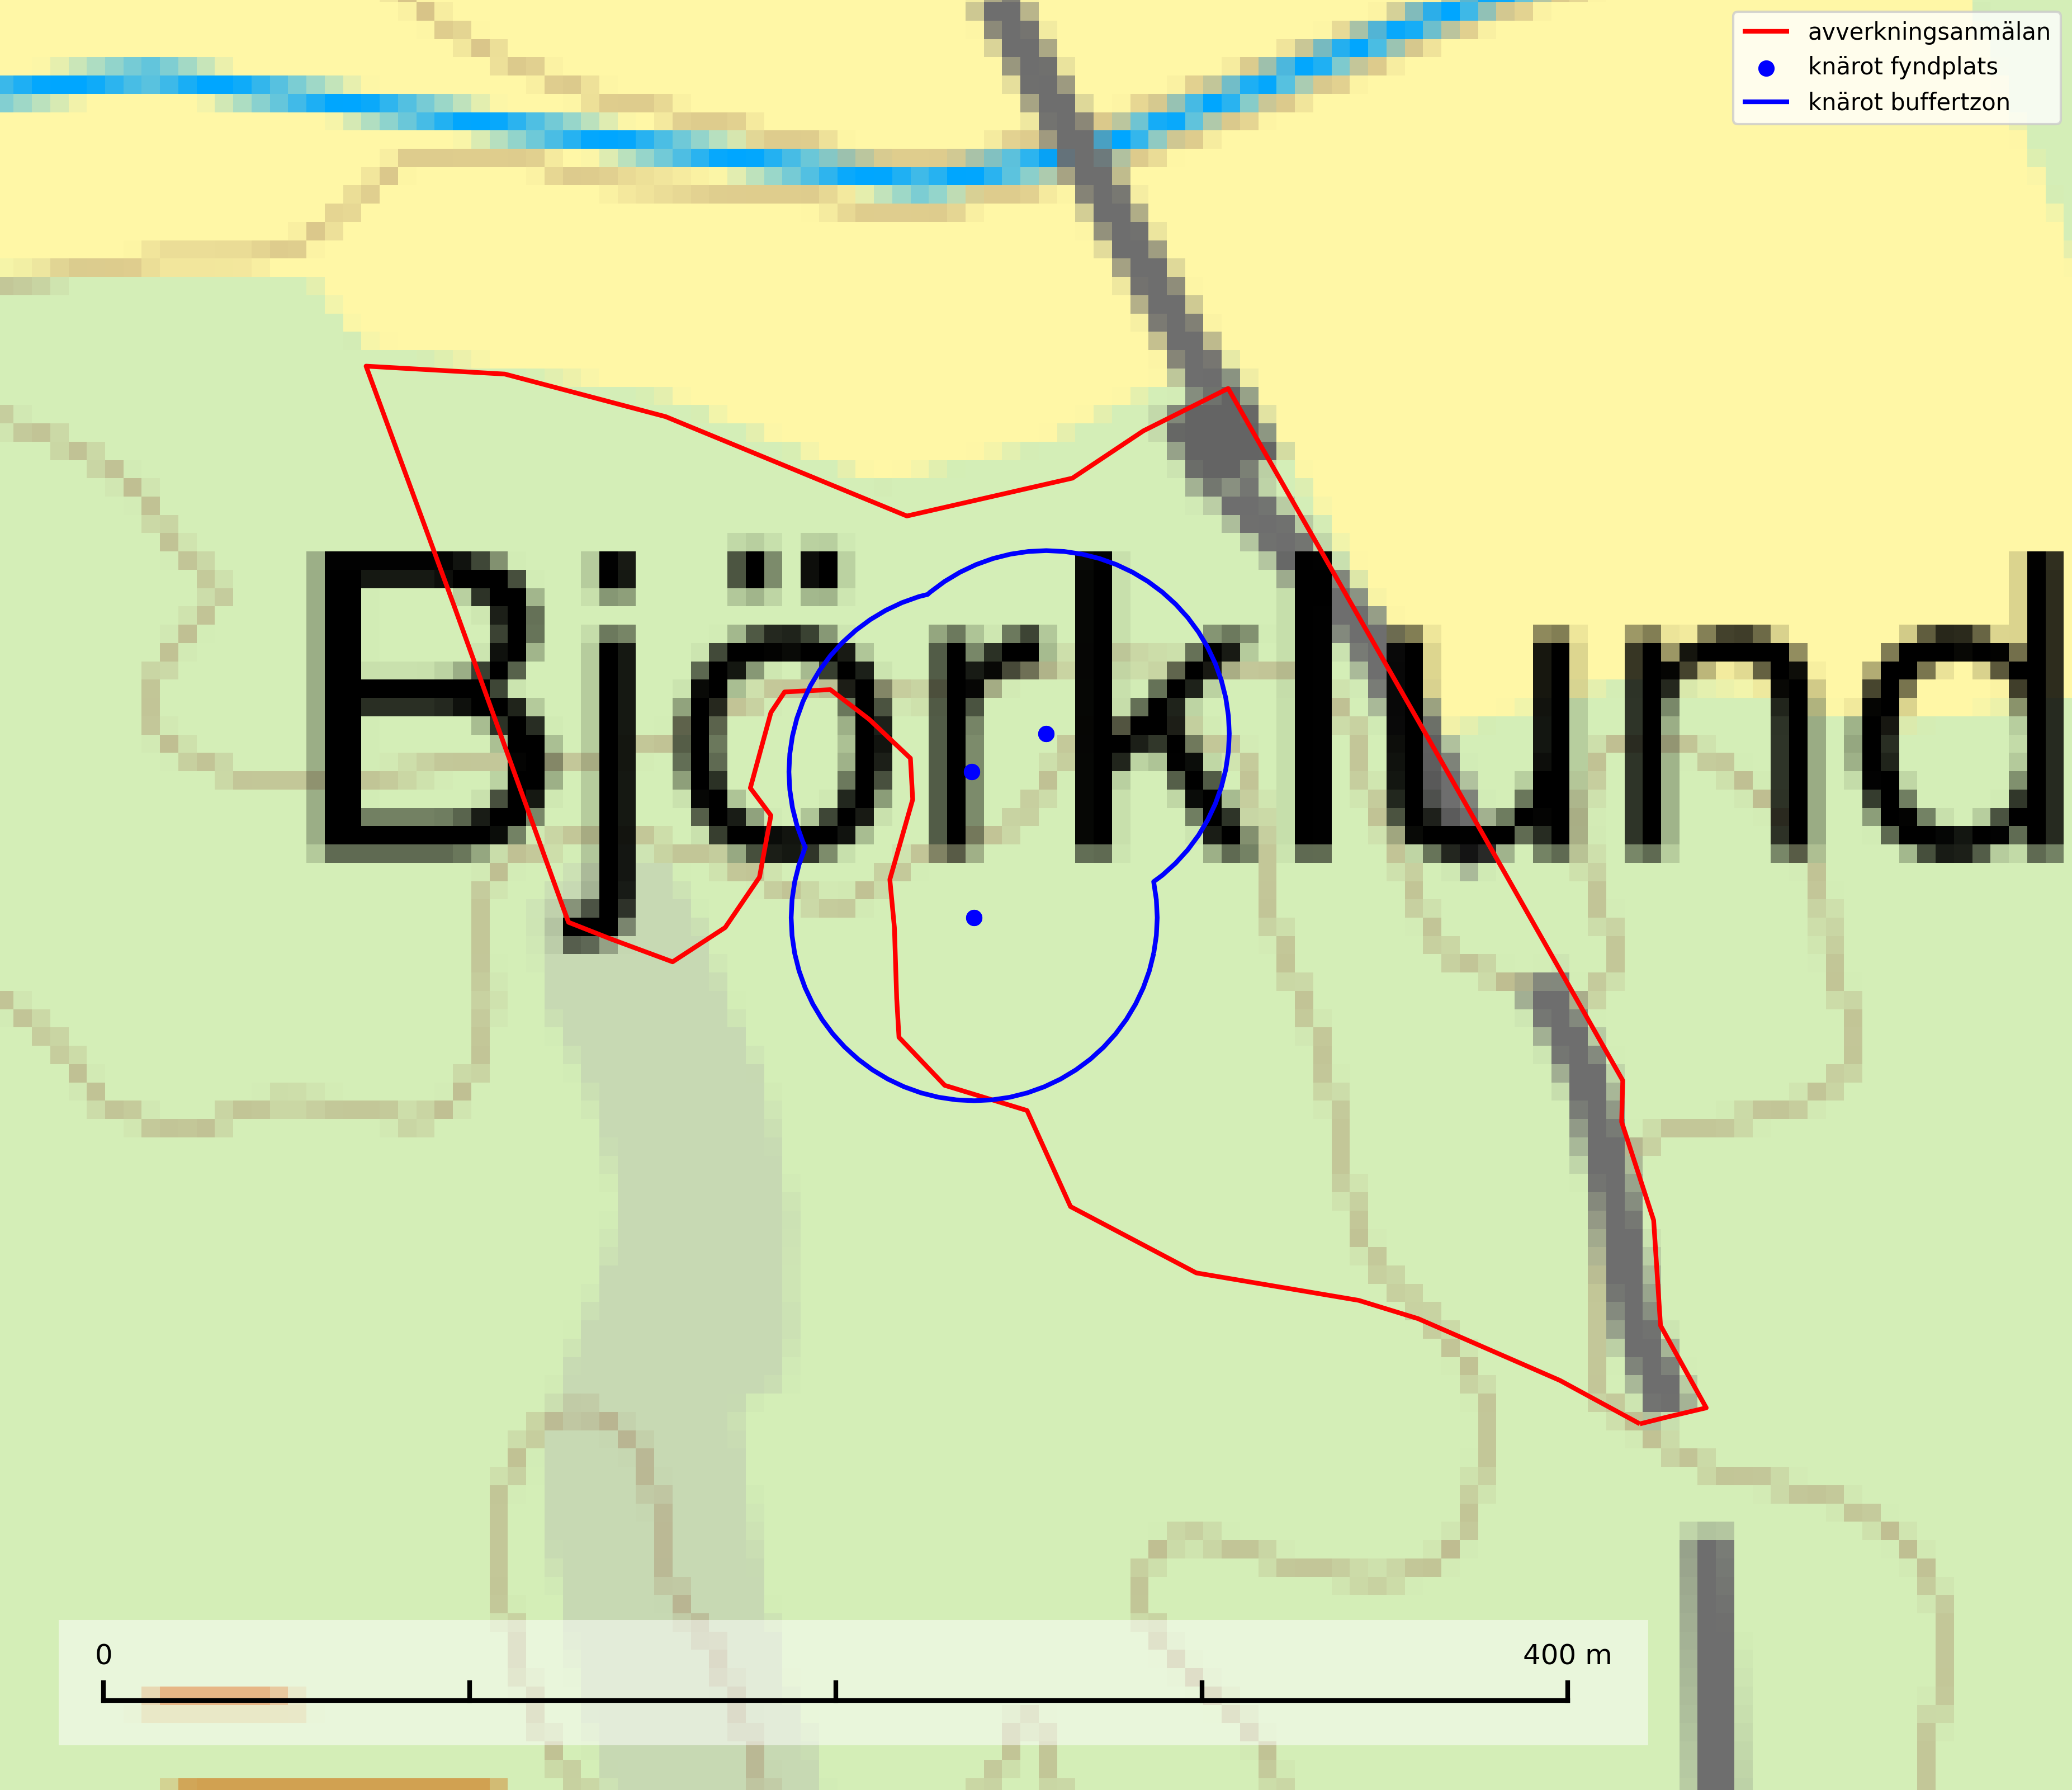 avverkningsanmälan
knärot fyndplats
knärot buffertzon
Björklund
0 400 m